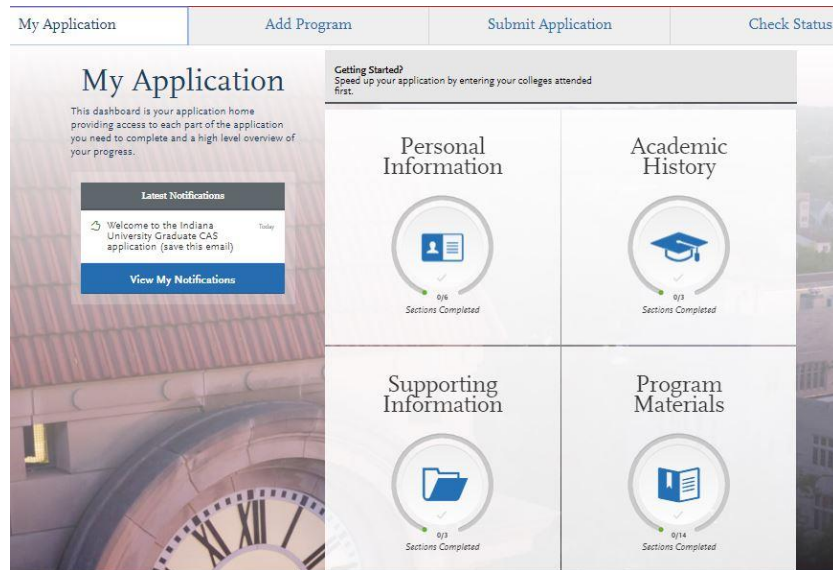 My Application
Add Program
Submit Application
Check Status
My Application
This dashboard is your application home
providing access to each part of the application
you need to complete and a high level overview of
your progress.
Latest Notifications
Welcome to the Indiana
University Graduate CAS
application (save this email)
Today
View My Notifications
Getting Started?
Speed up your application by entering your colleges attended
first.
Personal
Information
0/6
Sections Completed
Academic
History
0/3
Sections Completed
Supporting
Information
0/3
Sections Completed
Program
Materials
0/14
Sections Completed
XII